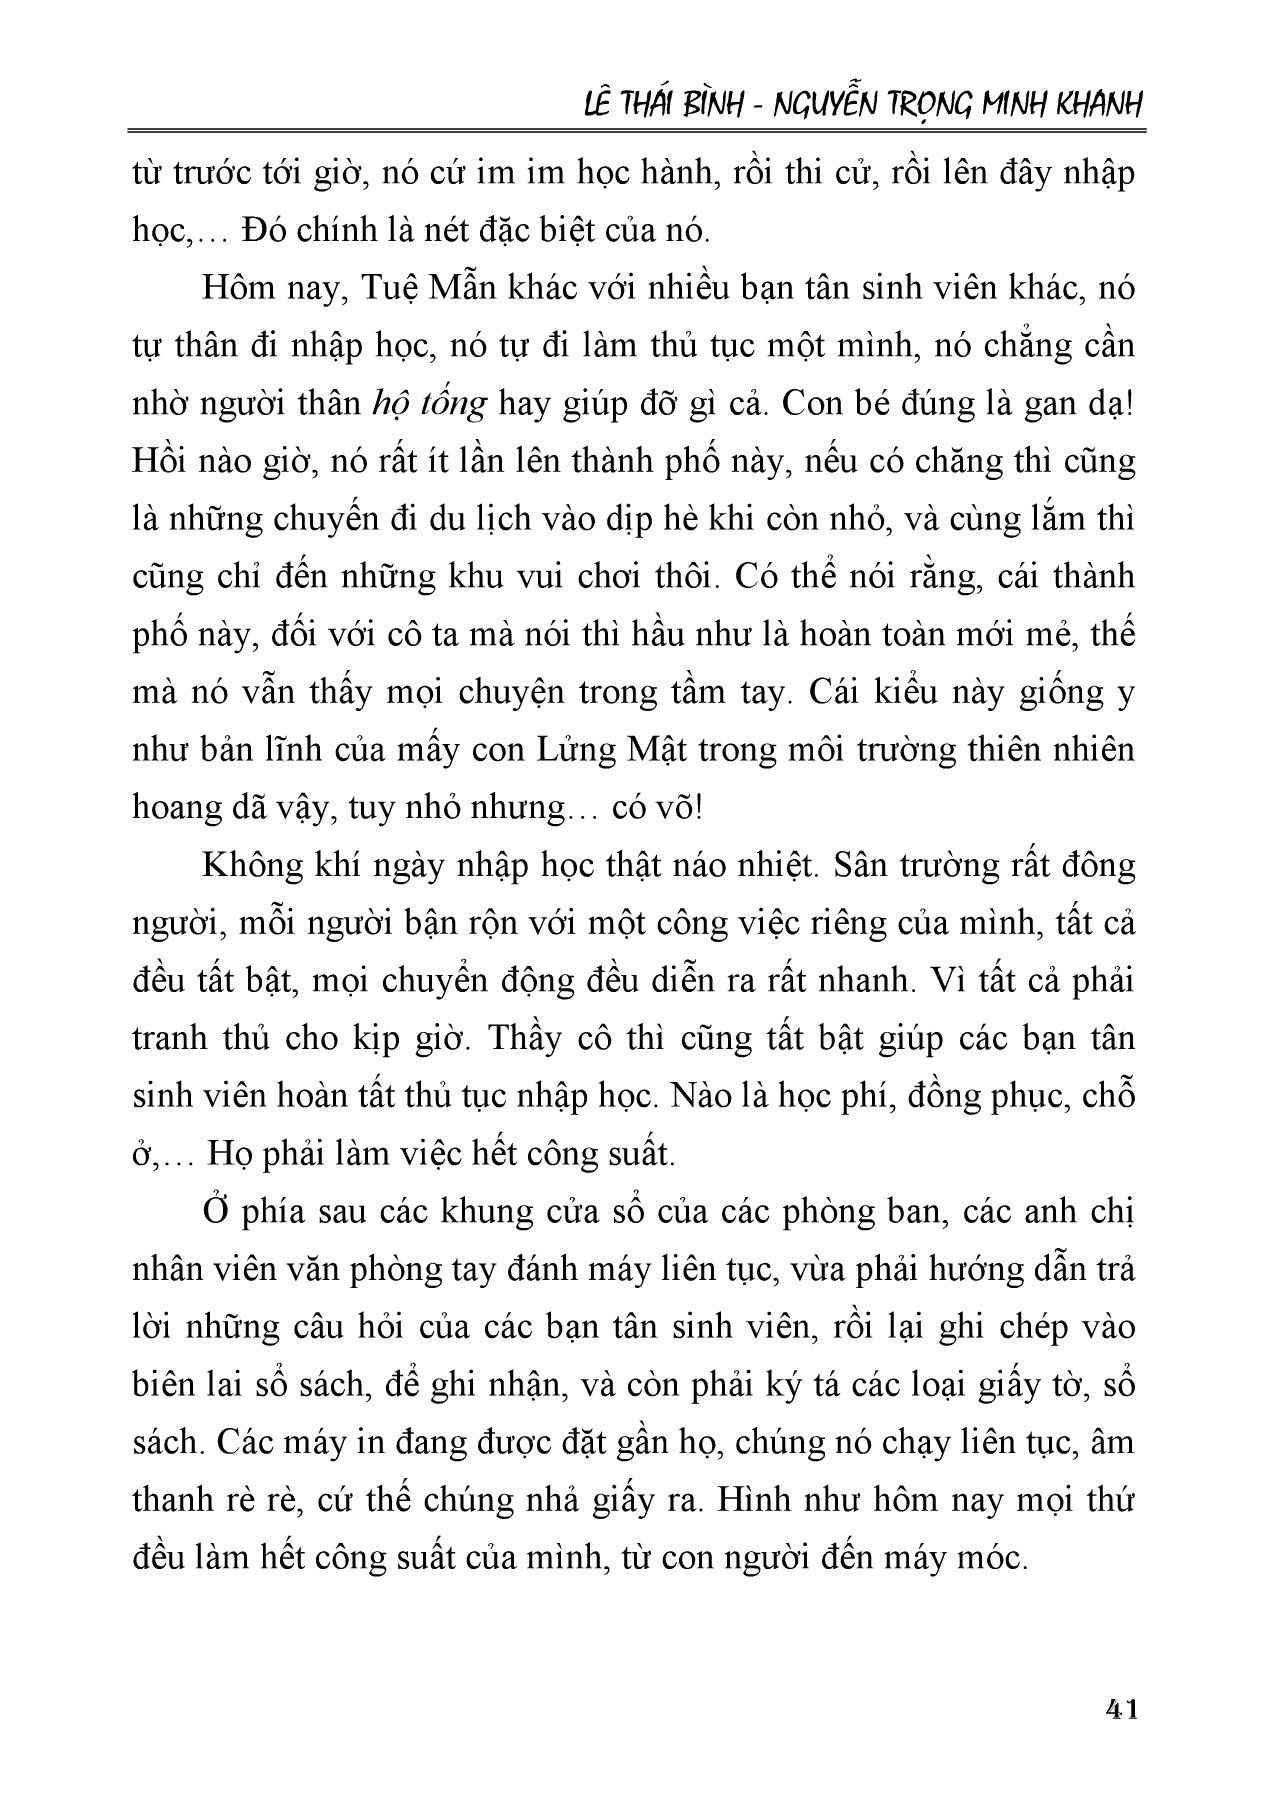 LÊ THÁI BÌNH - NGUYỄN TRỌNG MINH KHANH
từ trước tới giờ, nó cứ im im học hành, rồi thi cử, rồi lên đây nhập
học,… Đó chính là nét đặc biệt của nó.
Hôm nay, Tuệ Mẫn khác với nhiều bạn tân sinh viên khác, nó
tự thân đi nhập học, nó tự đi làm thủ tục một mình, nó chẳng cần
nhờ người thân hộ tống hay giúp đỡ gì cả. Con bé đúng là gan dạ!
Hồi nào giờ, nó rất ít lần lên thành phố này, nếu có chăng thì cũng
là những chuyến đi du lịch vào dịp hè khi còn nhỏ, và cùng lắm thì
cũng chỉ đến những khu vui chơi thôi. Có thể nói rằng, cái thành
phố này, đối với cô ta mà nói thì hầu như là hoàn toàn mới mẻ, thế
mà nó vẫn thấy mọi chuyện trong tầm tay. Cái kiểu này giống y
như bản lĩnh của mấy con Lửng Mật trong môi trường thiên nhiên
hoang dã vậy, tuy nhỏ nhưng… có võ!
Không khí ngày nhập học thật náo nhiệt. Sân trường rất đông
người, mỗi người bận rộn với một công việc riêng của mình, tất cả
đều tất bật, mọi chuyển động đều diễn ra rất nhanh. Vì tất cả phải
tranh thủ cho kịp giờ. Thầy cô thì cũng tất bật giúp các bạn tân
sinh viên hoàn tất thủ tục nhập học. Nào là học phí, đồng phục, chỗ
ở,… Họ phải làm việc hết công suất.
Ở phía sau các khung cửa sổ của các phòng ban, các anh chị
nhân viên văn phòng tay đánh máy liên tục, vừa phải hướng dẫn trả
lời những câu hỏi của các bạn tân sinh viên, rồi lại ghi chép vào
biên lai sổ sách, để ghi nhận, và còn phải ký tá các loại giấy tờ, sổ
sách. Các máy in đang được đặt gần họ, chúng nó chạy liên tục, âm
thanh rè rè, cứ thế chúng nhả giấy ra. Hình như hôm nay mọi thứ
đều làm hết công suất của mình, từ con người đến máy móc.
41